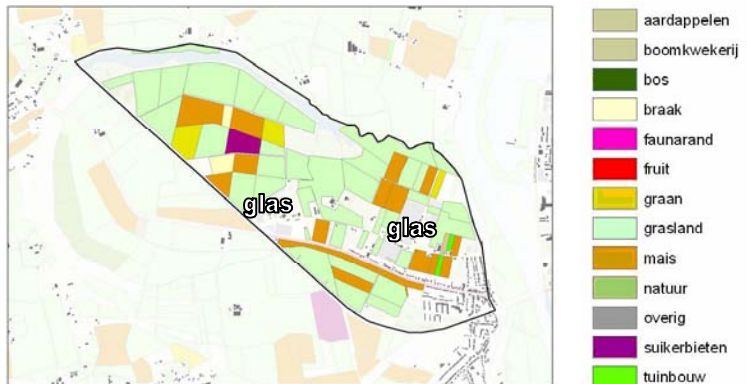 glas
glas
aardappelen
boomkwekerij
bos
braak
faunarand
fruit
graan
grasland
mais
natuur
overig
suikerbieten
tuinbouw